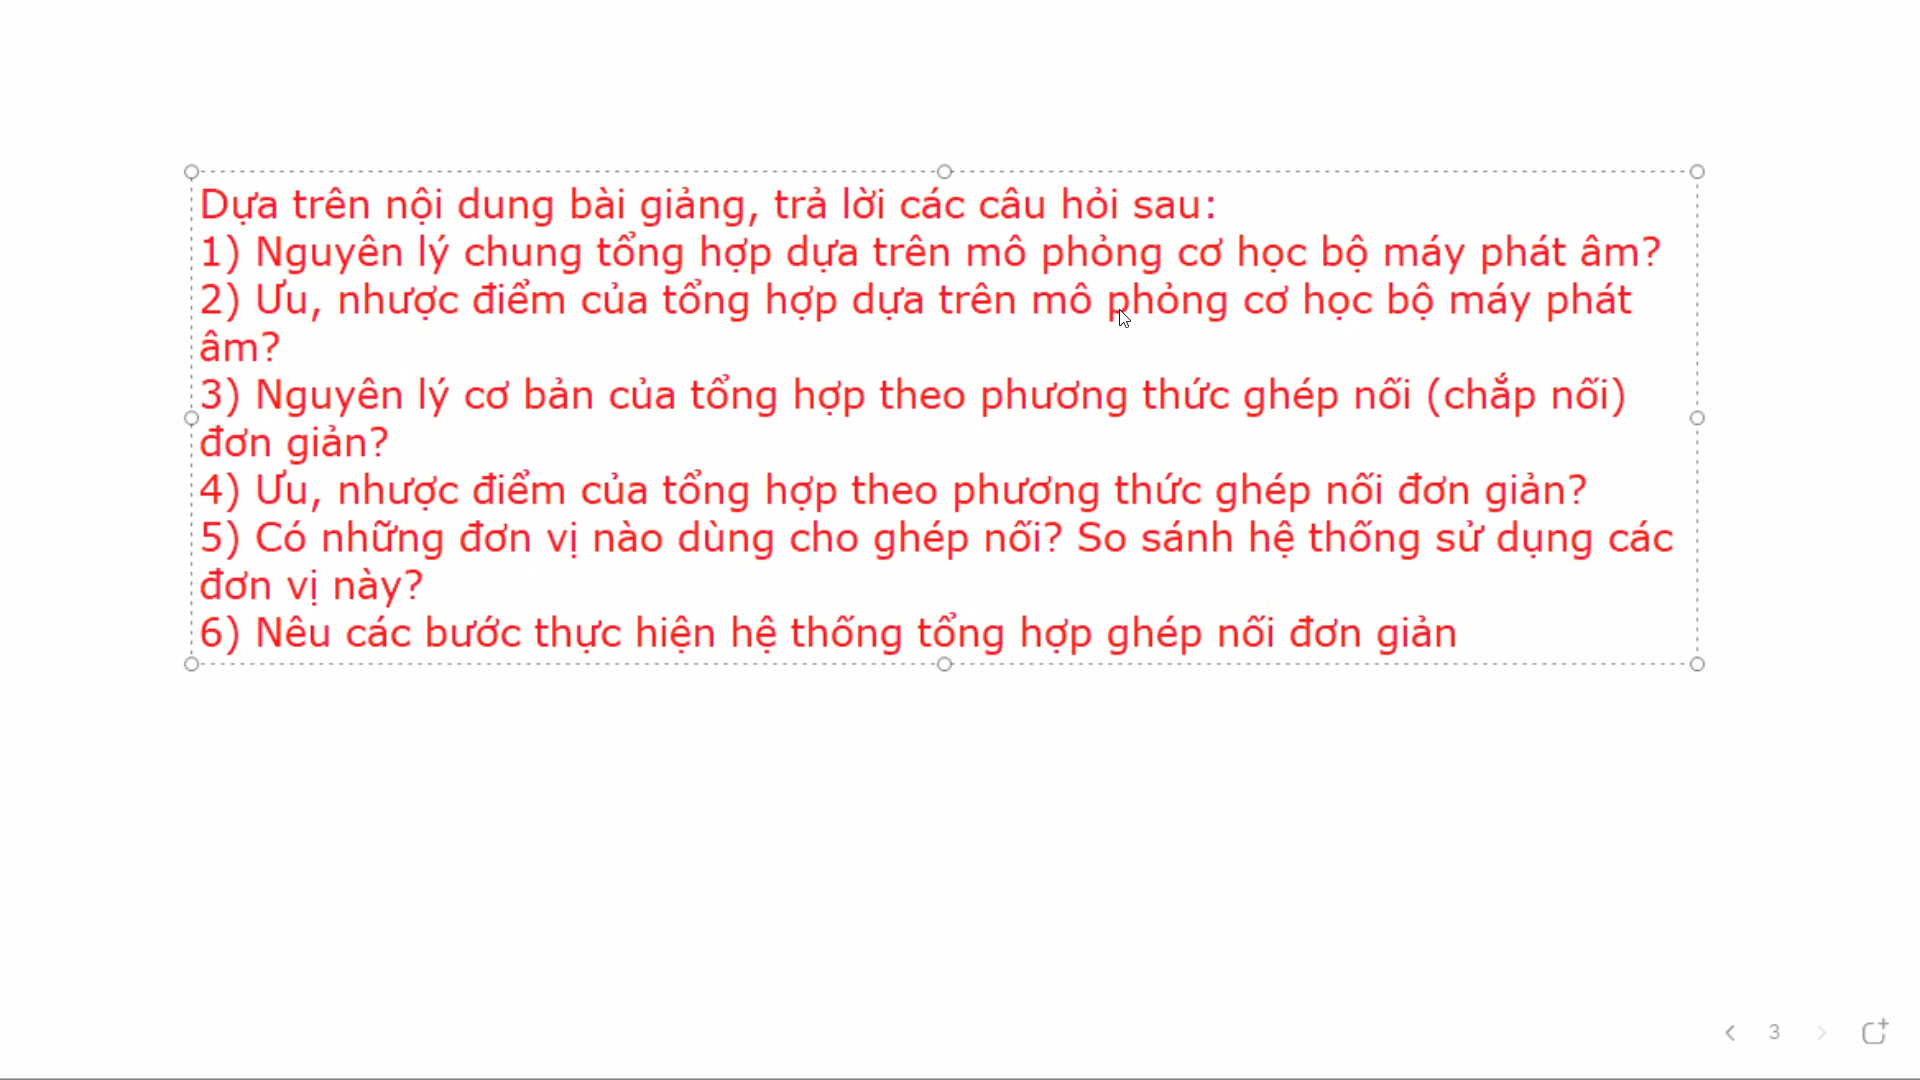 Dựa trên nội dung bài giảng, trả lời các câu hỏi sau:
1) Nguyên lý chung tổng hợp dựa trên mô phỏng cơ học bộ máy phát âm?
2) Ưu, nhược điểm của tổng hợp dựa trên mô phỏng cơ học bộ máy phát
âm?
3) Nguyên lý cơ bản của tổng hợp theo phương thức ghép nối (chắp nối)
đơn giản?
4) Ưu, nhược điểm của tổng hợp theo phương thức ghép nối đơn giản?
5) Có những đơn vị nào dùng cho ghép nối? So sánh hệ thống sử dụng các
đơn vị này?
6) Nêu các bước thực hiện hệ thống tổng hợp ghép nối đơn giản
3